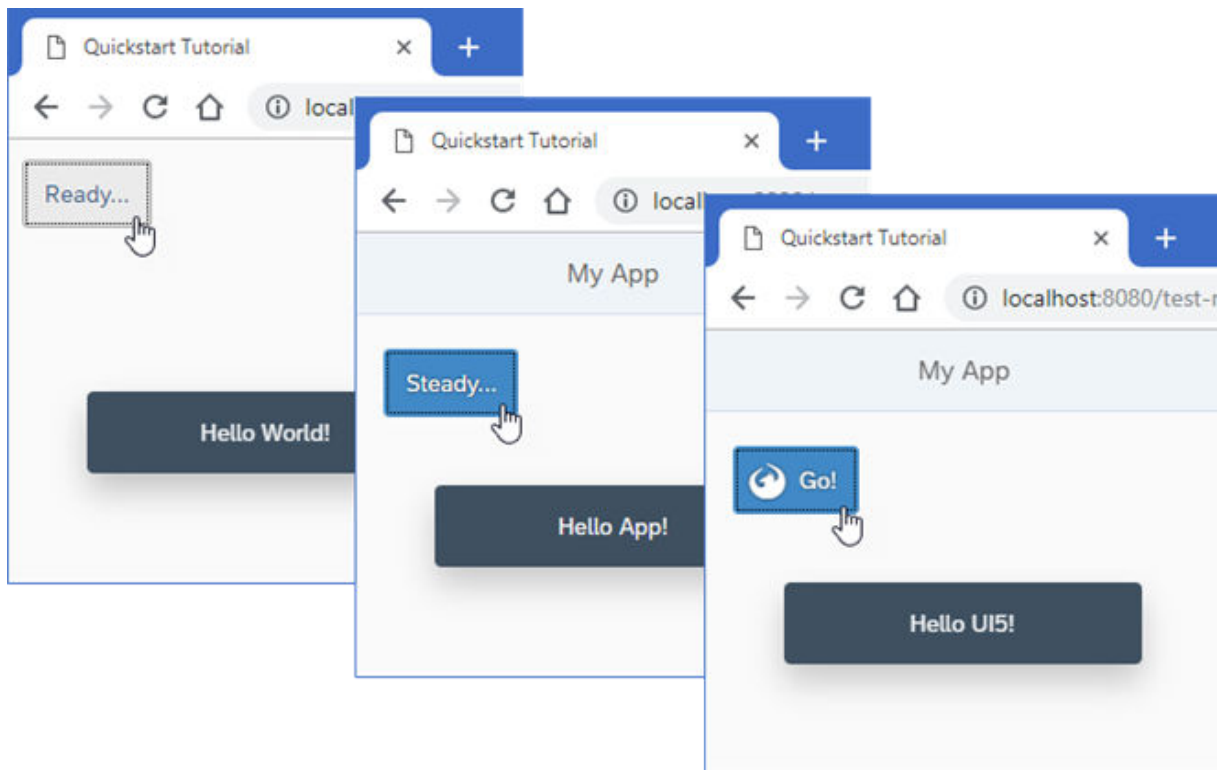 Quickstart Tutorial
local
Ready...
Hello World!
Quickstart Tutorial
My App
Steady...
Hello App!
Quickstart Tutorial
localhost:8080/test-
My App
Go!
Hello UI5!